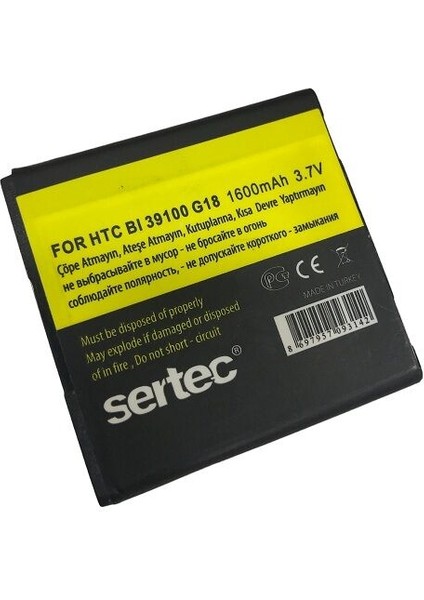 FOR HTC BI 39100 G18 1600mAh 3.7V
Çöpe Atmayın, Ateşe Atmayın, Kutuplarına, Kısa Devre Yaptırmayın
не выбрасывайте в мусор - не бросайте в огонь
соблюдайте полярность, - не допускайте короткого - замыкания
Must be disposed of properly
May explode if damaged or disposed
of in fire , Do not short - circuit
PC CE
MADE IN TURKEY
8697957093142
sertec®